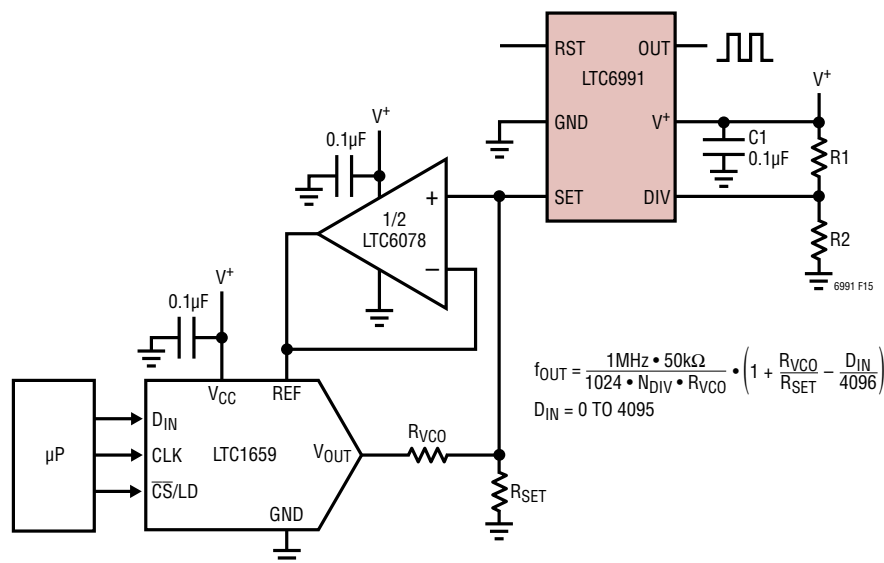 RST
OUT
LTC6991
GND
V+
SET
DIV
V+
C1
0.1µF
R1
R2
6991 F15
V+
0.1µF
+
1/2
LTC6078
−
V+
0.1µF
VCC
REF
µP
DIN
CLK
CS/LD
LTC1659
VOUT
GND
RVCO
RSET
fOUT = 1MHz • 50kΩ / 1024 • NDIV • RVCO • (1 + RVCO / RSET − DIN / 4096)
DIN = 0 TO 4095